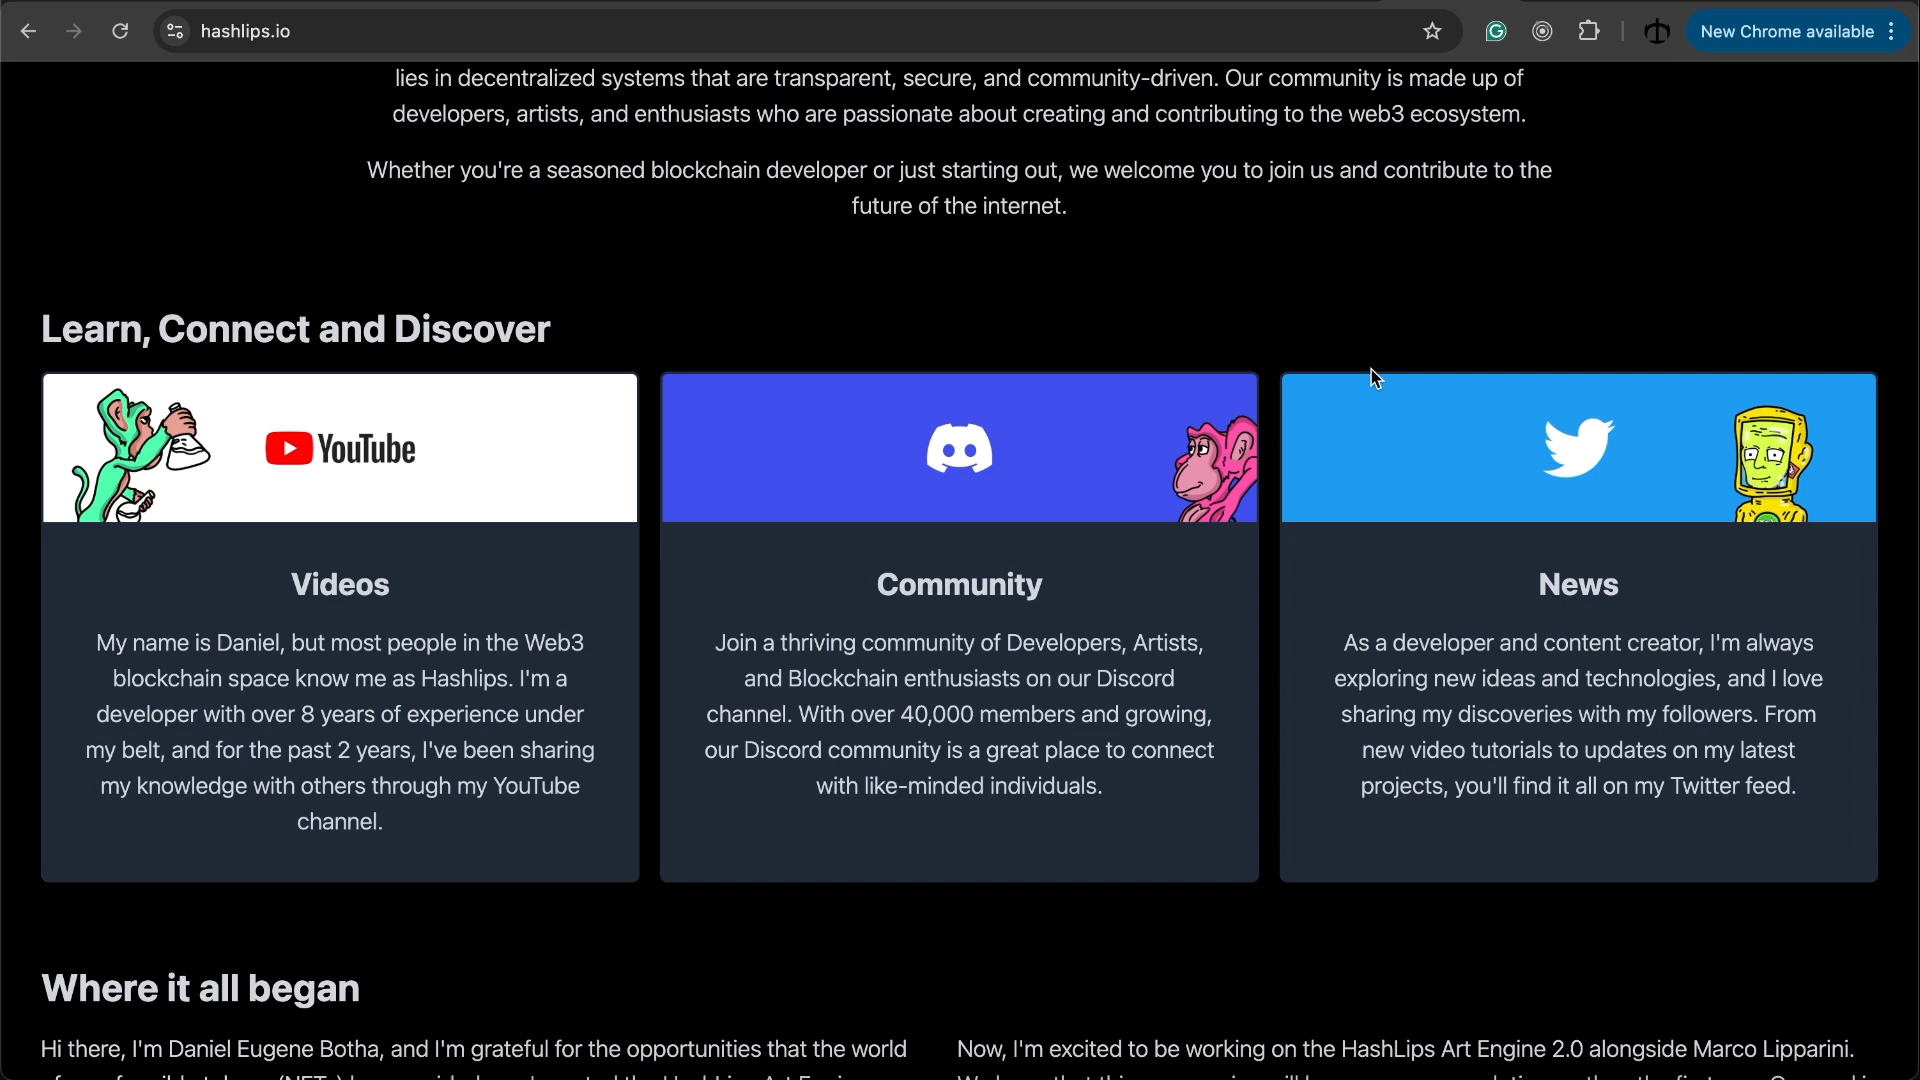 hashlips.io
New Chrome available
lies in decentralized systems that are transparent, secure, and community-driven. Our community is made up of
developers, artists, and enthusiasts who are passionate about creating and contributing to the web3 ecosystem.
Whether you're a seasoned blockchain developer or just starting out, we welcome you to join us and contribute to the
future of the internet.
Learn, Connect and Discover
YouTube
Videos
My name is Daniel, but most people in the Web3
blockchain space know me as Hashlips. I'm a
developer with over 8 years of experience under
my belt, and for the past 2 years, I've been sharing
my knowledge with others through my YouTube
channel.
Community
Join a thriving community of Developers, Artists,
and Blockchain enthusiasts on our Discord
channel. With over 40,000 members and growing,
our Discord community is a great place to connect
with like-minded individuals.
News
As a developer and content creator, I'm always
exploring new ideas and technologies, and I love
sharing my discoveries with my followers. From
new video tutorials to updates on my latest
projects, you'll find it all on my Twitter feed.
Where it all began
Hi there, I'm Daniel Eugene Botha, and I'm grateful for the opportunities that the world
Now, I'm excited to be working on the HashLips Art Engine 2.0 alongside Marco Lipparini.